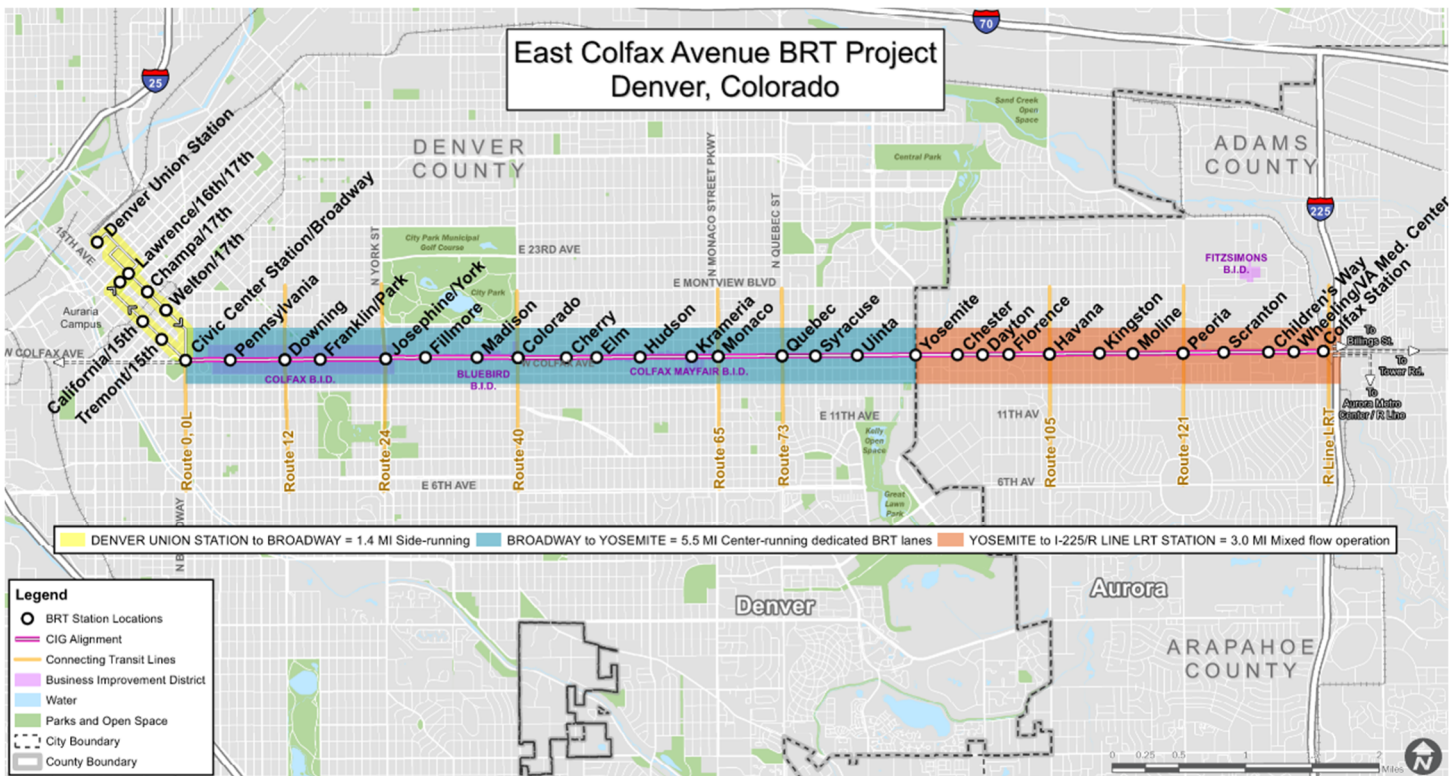 East Colfax Avenue BRT Project
Denver, Colorado
70
25
225
Sand Creek
Open
Space
Central Park
DENVER
COUNTY
ADAMS
COUNTY
FITZSIMONS
B.I.D.
City Park Municipal
Golf Course
City Park
E 23RD AVE
E MONTVIEW BLVD
N YORK ST
N MONACO STREET PKWY
N QUEBEC ST
15TH AVE
Auraria
Campus
W COLFAX AVE
W COLFAX AVE
Denver Union Station
Lawrence/16th/17th
Champa/17th
Welton/17th
California/15th
Tremont/15th
Civic Center Station/Broadway
Pennsylvania
Downing
Franklin/Park
Josephine/York
Fillmore
Madison
Colorado
Cherry
Elm
Hudson
Krameria
Monaco
Quebec
Syracuse
Uinta
Yosemite
Chester
Dayton
Florence
Havana
Kingston
Moline
Peoria
Scranton
Children's Way
Wheeling/VA Med. Center
Colfax Station
To
Billings St.
To
Tower Rd.
To
Aurora Metro
Center / R Line
COLFAX B.I.D.
BLUEBIRD
B.I.D.
COLFAX MAYFAIR B.I.D.
E 11TH AVE
11TH AV
Kelly
Open
Space
E 6TH AVE
6TH AV
Great
Lawn
Park
Route 0, 0L
Route 12
Route 24
Route 40
Route 65
Route 73
Route 105
Route 121
R Line LRT
DENVER UNION STATION to BROADWAY = 1.4 MI Side-running
BROADWAY to YOSEMITE = 5.5 MI Center-running dedicated BRT lanes
YOSEMITE to I-225/R LINE LRT STATION = 3.0 MI Mixed flow operation
Denver
Aurora
ARAPAHOE
COUNTY
Legend
BRT Station Locations
CIG Alignment
Connecting Transit Lines
Business Improvement District
Water
Parks and Open Space
City Boundary
County Boundary
0 0.25 0.5 1 2
Miles
N